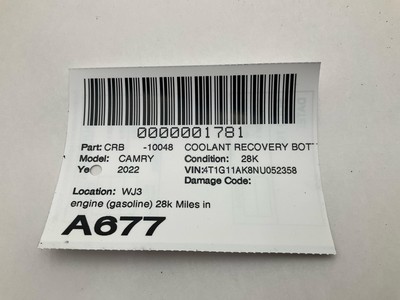 0000001781
Part: CRB -10048 COOLANT RECOVERY BOT
Model: CAMRY Condition: 28K
Ye 2022 VIN:4T1G11AK8NU052358
Damage Code:
Location: WJ3
engine (gasoline) 28k Miles in
A677